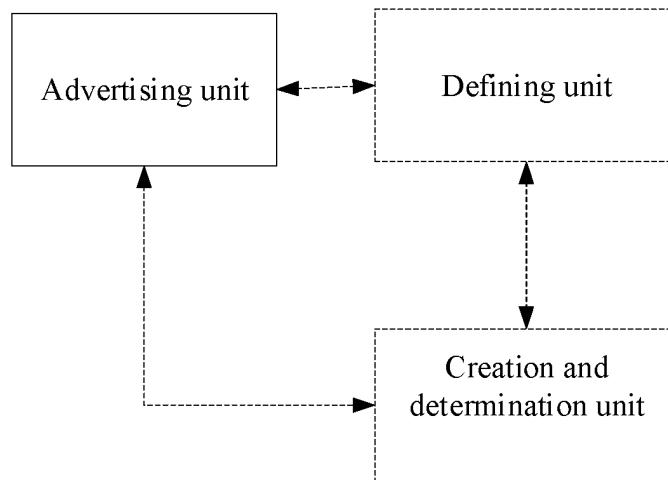 Advertising unit
Defining unit
Creation and
determination unit